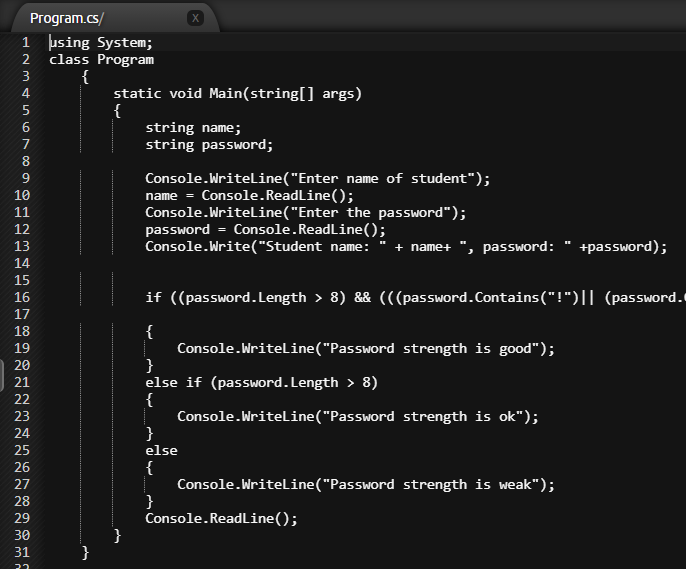 Program.cs/ x
1 using System;
2 class Program
3 {
4 static void Main(string[] args)
5 {
6 string name;
7 string password;
8
9 Console.WriteLine("Enter name of student");
10 name = Console.ReadLine();
11 Console.WriteLine("Enter the password");
12 password = Console.ReadLine();
13 Console.Write("Student name: " + name+ ", password: " +password);
14
15
16 if ((password.Length > 8) && (((password.Contains("!")|| (password.
17
18 {
19 Console.WriteLine("Password strength is good");
20 }
21 else if (password.Length > 8)
22 {
23 Console.WriteLine("Password strength is ok");
24 }
25 else
26 {
27 Console.WriteLine("Password strength is weak");
28 }
29 Console.ReadLine();
30 }
31 }
32